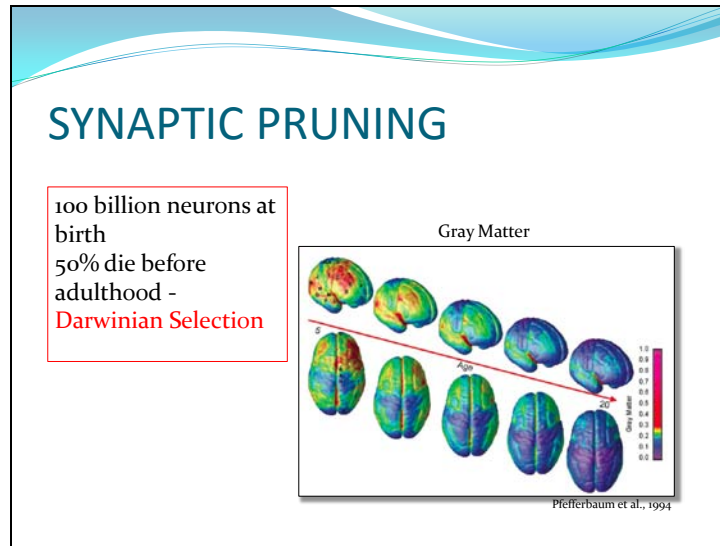 SYNAPTIC PRUNING
100 billion neurons at
birth
50% die before
adulthood -
Darwinian Selection
Gray Matter
5
Age
20
1.0
0.9
0.8
0.7
0.6
0.5
0.4
0.3
0.2
0.1
0.0
Gray Matter
Pfefferbaum et al., 1994